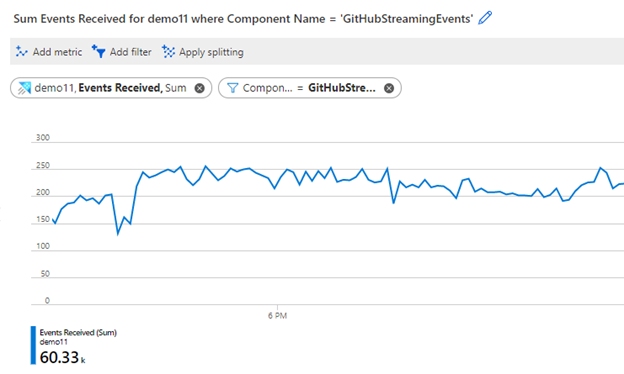 Sum Events Received for demo11 where Component Name = 'GitHubStreamingEvents'
Add metric Add filter Apply splitting
demo11, Events Received, Sum Compon... = GitHubStre...
300
250
200
150
100
50
0
6 PM
Events Received (Sum)
demo11
60.33 k